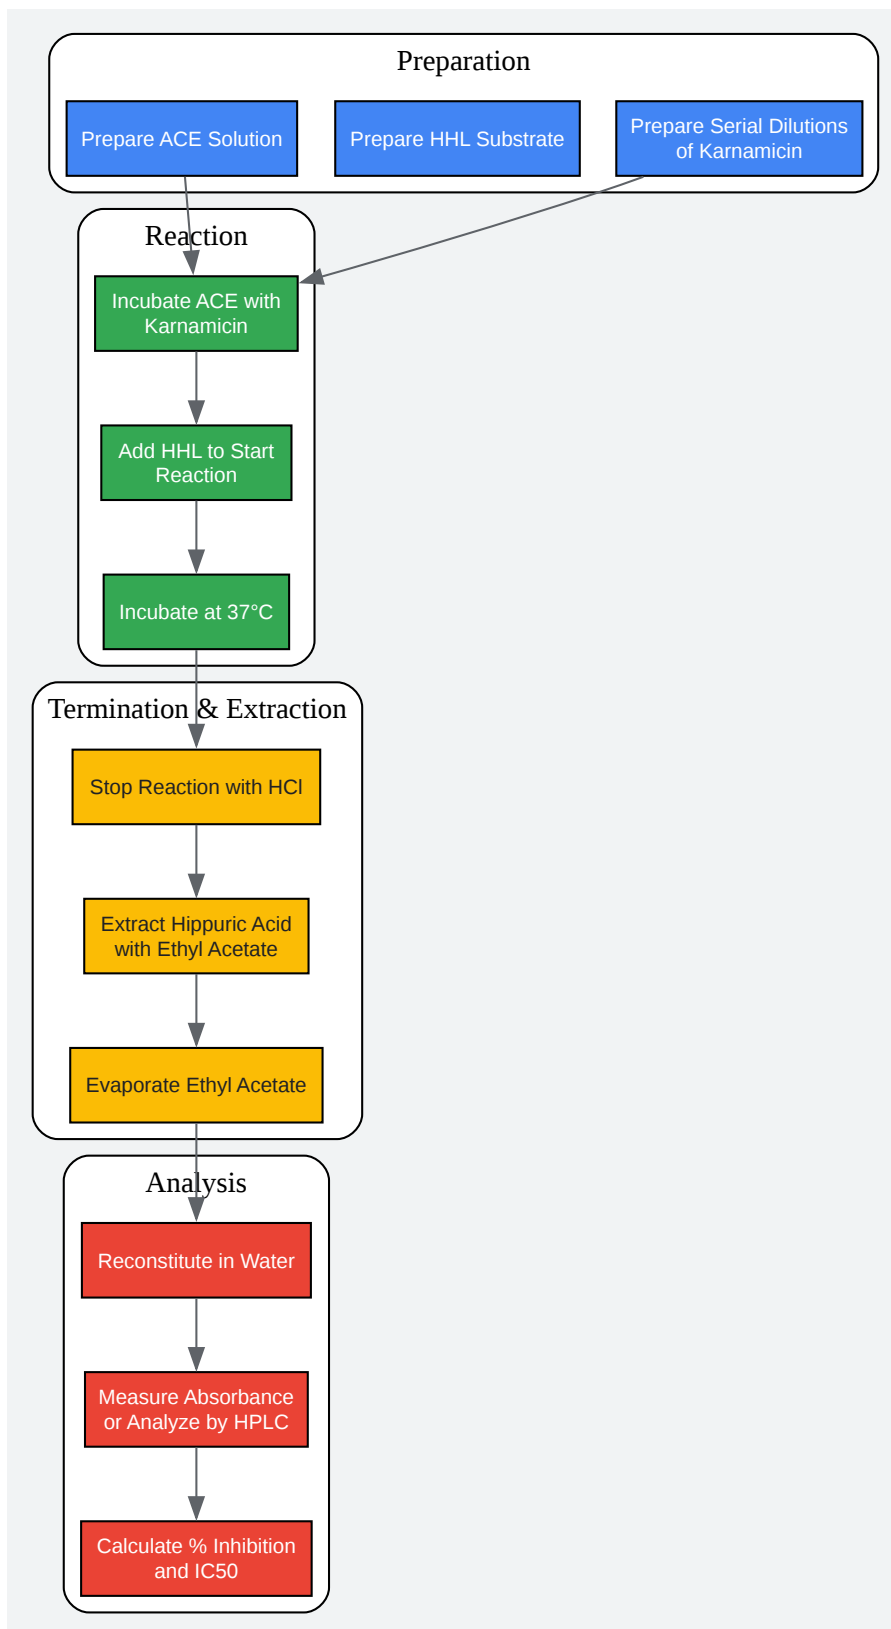 Preparation
Prepare ACE Solution
Prepare HHL Substrate
Prepare Serial Dilutions
of Karnamicin
Reaction
Incubate ACE with
Karnamicin
Add HHL to Start
Reaction
Incubate at 37°C
Termination & Extraction
Stop Reaction with HCl
Extract Hippuric Acid
with Ethyl Acetate
Evaporate Ethyl Acetate
Analysis
Reconstitute in Water
Measure Absorbance
or Analyze by HPLC
Calculate % Inhibition
and IC50